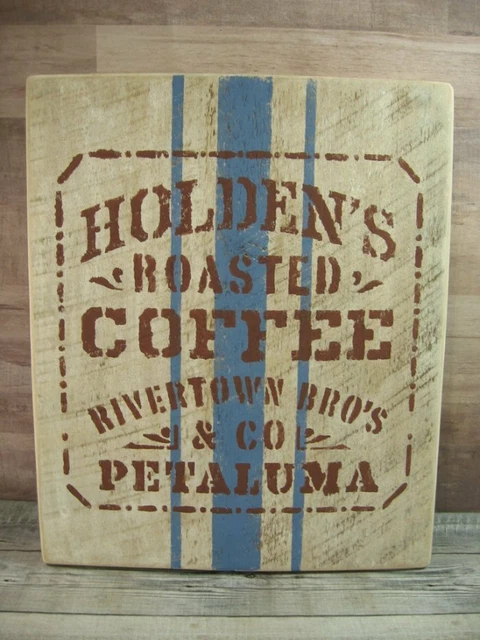 HOLDEN'S
ROASTED
COFFEE
RIVERTOWN BRO'S
& CO
PETALUMA